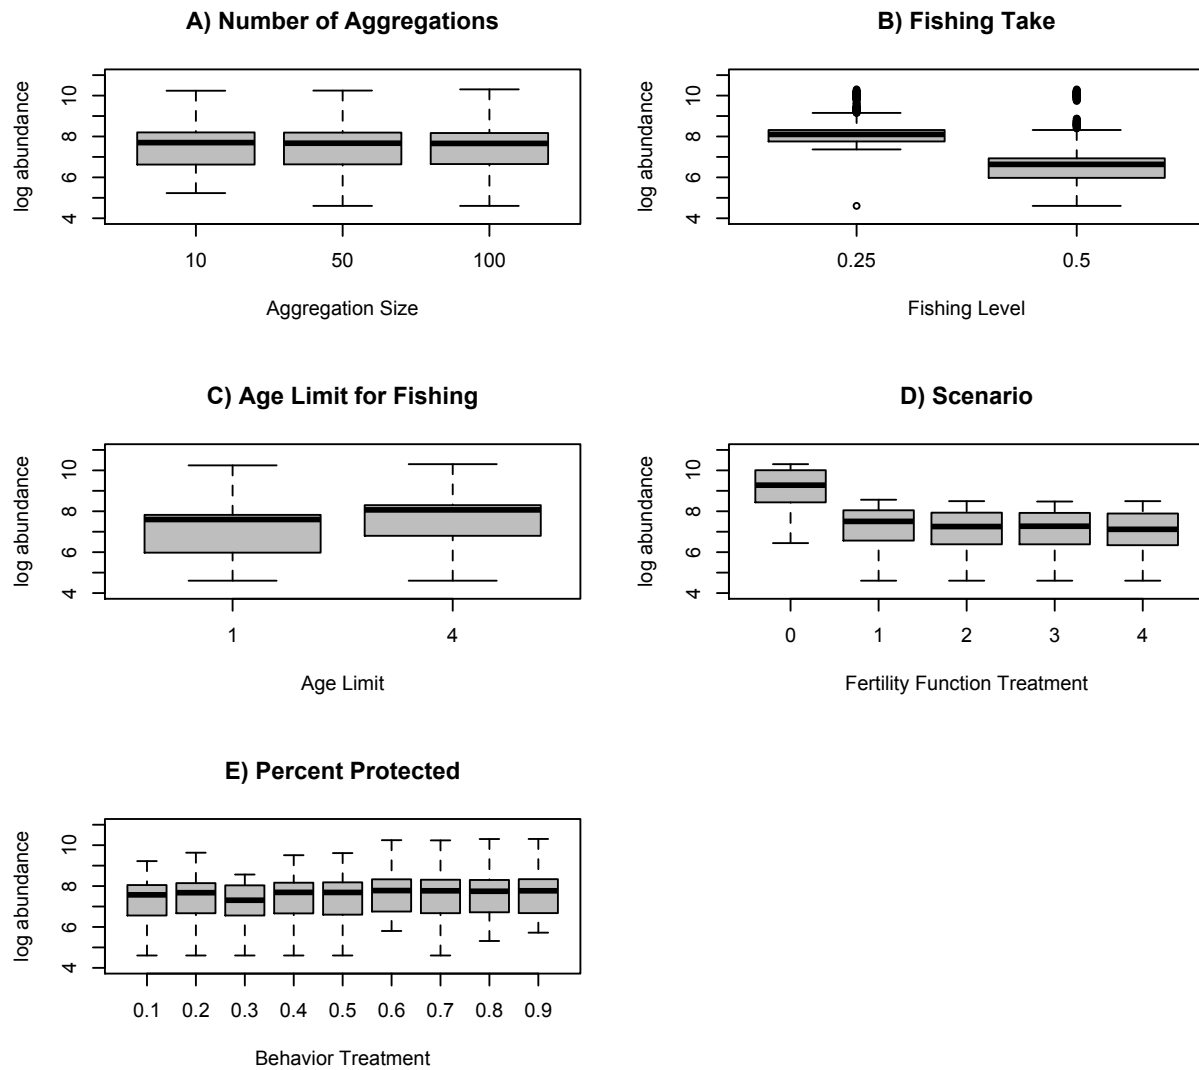 A) Number of Aggregations
log abundance
4 6 8 10
10 50 100
Aggregation Size
B) Fishing Take
log abundance
4 6 8 10
0.25 0.5
Fishing Level
C) Age Limit for Fishing
log abundance
4 6 8 10
1 4
Age Limit
D) Scenario
log abundance
4 6 8 10
0 1 2 3 4
Fertility Function Treatment
E) Percent Protected
log abundance
4 6 8 10
0.1 0.2 0.3 0.4 0.5 0.6 0.7 0.8 0.9
Behavior Treatment